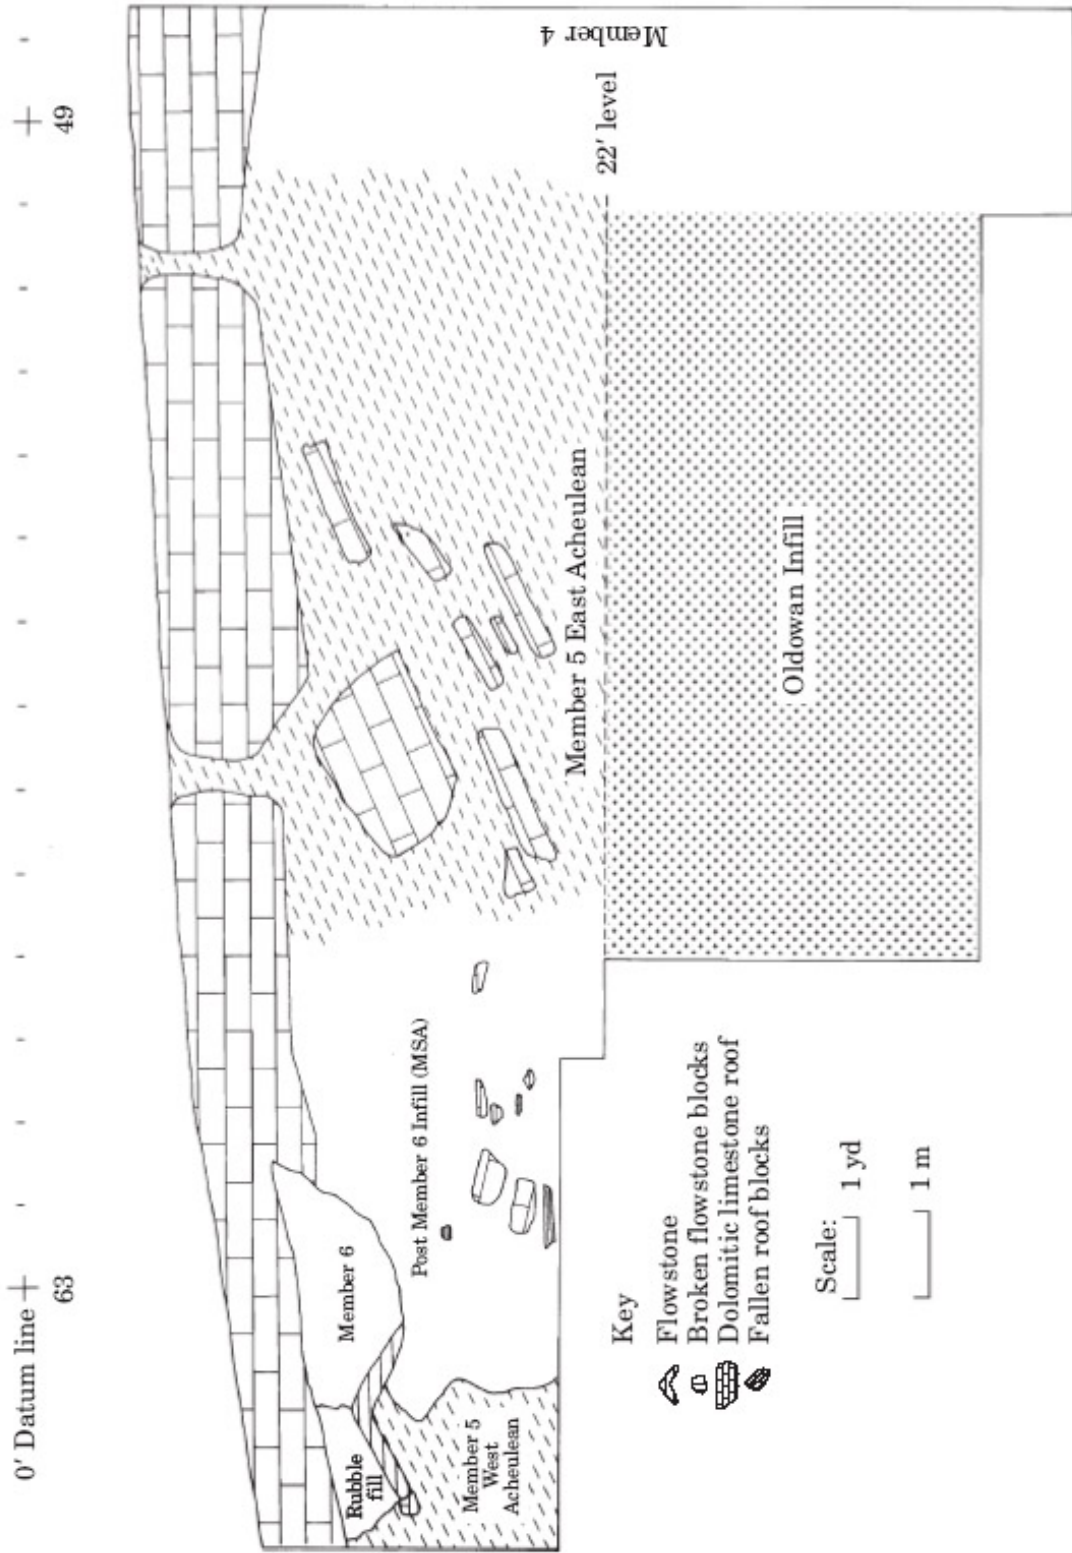 0' Datum line
63
49
Member 4
22' level
Member 5 East Acheulean
Oldowan Infill
Post Member 6 Infill (MSA)
Member 6
Rubble
fill
Member 5
West
Acheulean
Key
Flowstone
Broken flowstone blocks
Dolomitic limestone roof
Fallen roof blocks
Scale:
1 yd
1 m